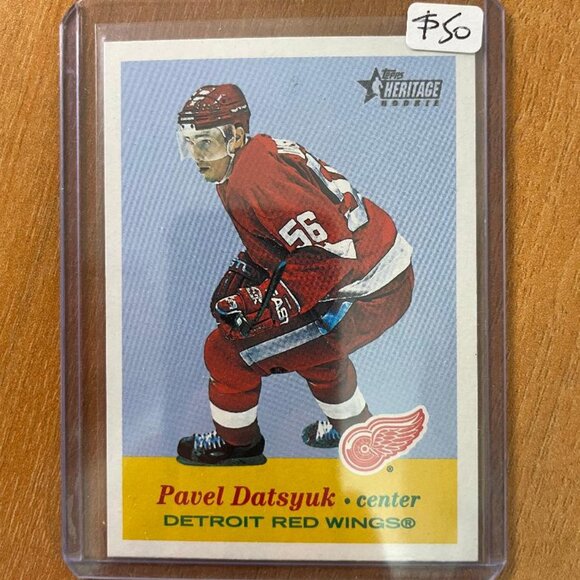 $50
TOPPS
HERITAGE
ROOKIE
56
Pavel Datsyuk • center
DETROIT RED WINGS®